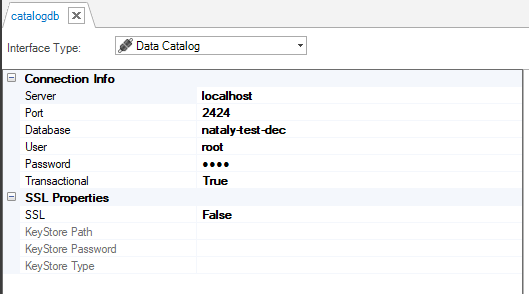 catalogdb
Interface Type: Data Catalog
Connection Info
Server localhost
Port 2424
Database nataly-test-dec
User root
Password ●●●●
Transactional True
SSL Properties
SSL False
KeyStore Path
KeyStore Password
KeyStore Type